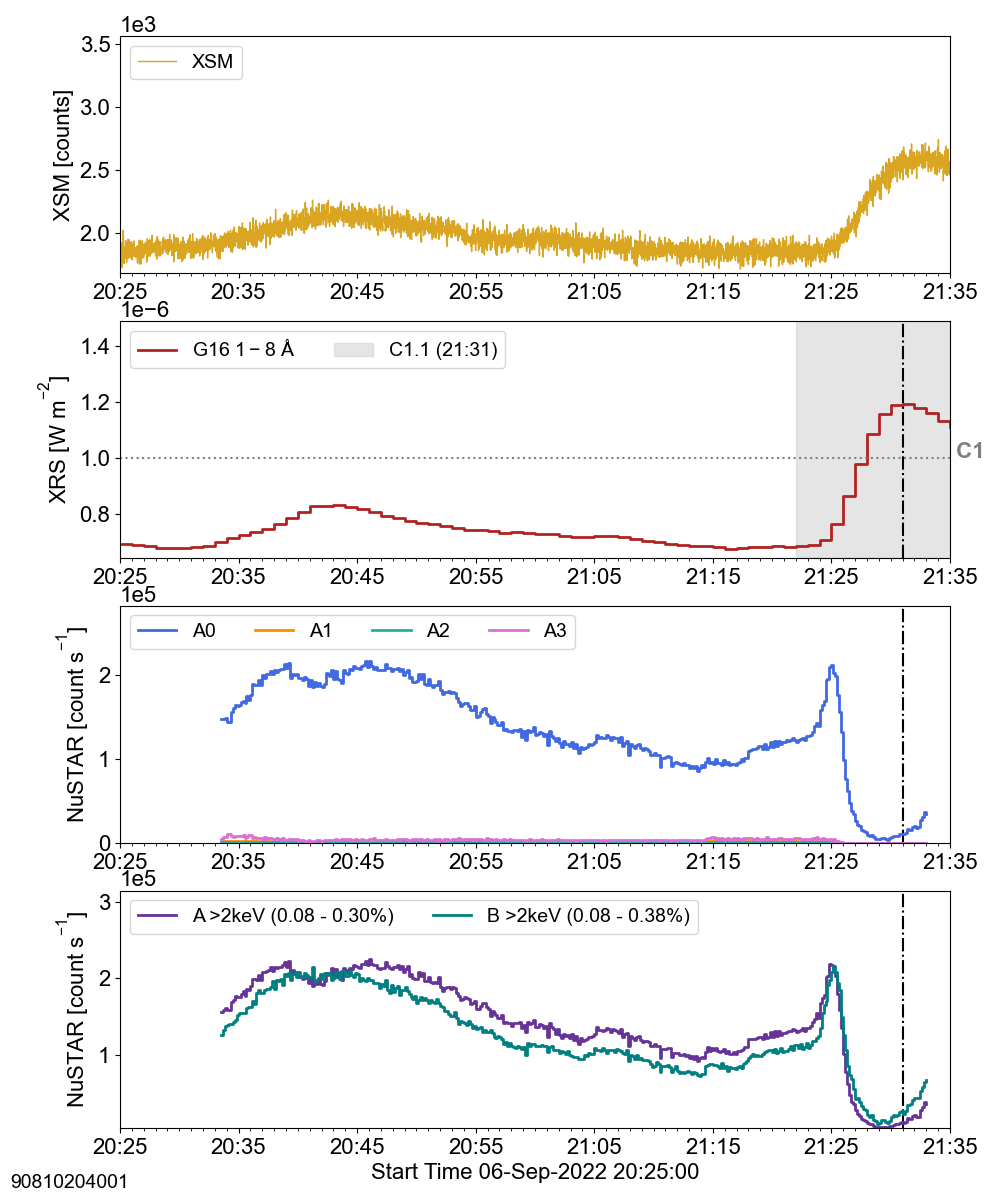 1e3
XSM
XSM [counts]
3.5
3.0
2.5
2.0
20:25 20:35 20:45 20:55 21:05 21:15 21:25 21:35
1e−6
G16 1 − 8 Å C1.1 (21:31)
XRS [W m⁻²]
1.4
1.2
1.0
0.8
C1
20:25 20:35 20:45 20:55 21:05 21:15 21:25 21:35
1e5
A0 A1 A2 A3
NuSTAR [count s⁻¹]
2
1
0
20:25 20:35 20:45 20:55 21:05 21:15 21:25 21:35
1e5
A >2keV (0.08 - 0.30%) B >2keV (0.08 - 0.38%)
NuSTAR [count s⁻¹]
3
2
1
20:25 20:35 20:45 20:55 21:05 21:15 21:25 21:35
Start Time 06-Sep-2022 20:25:00
90810204001